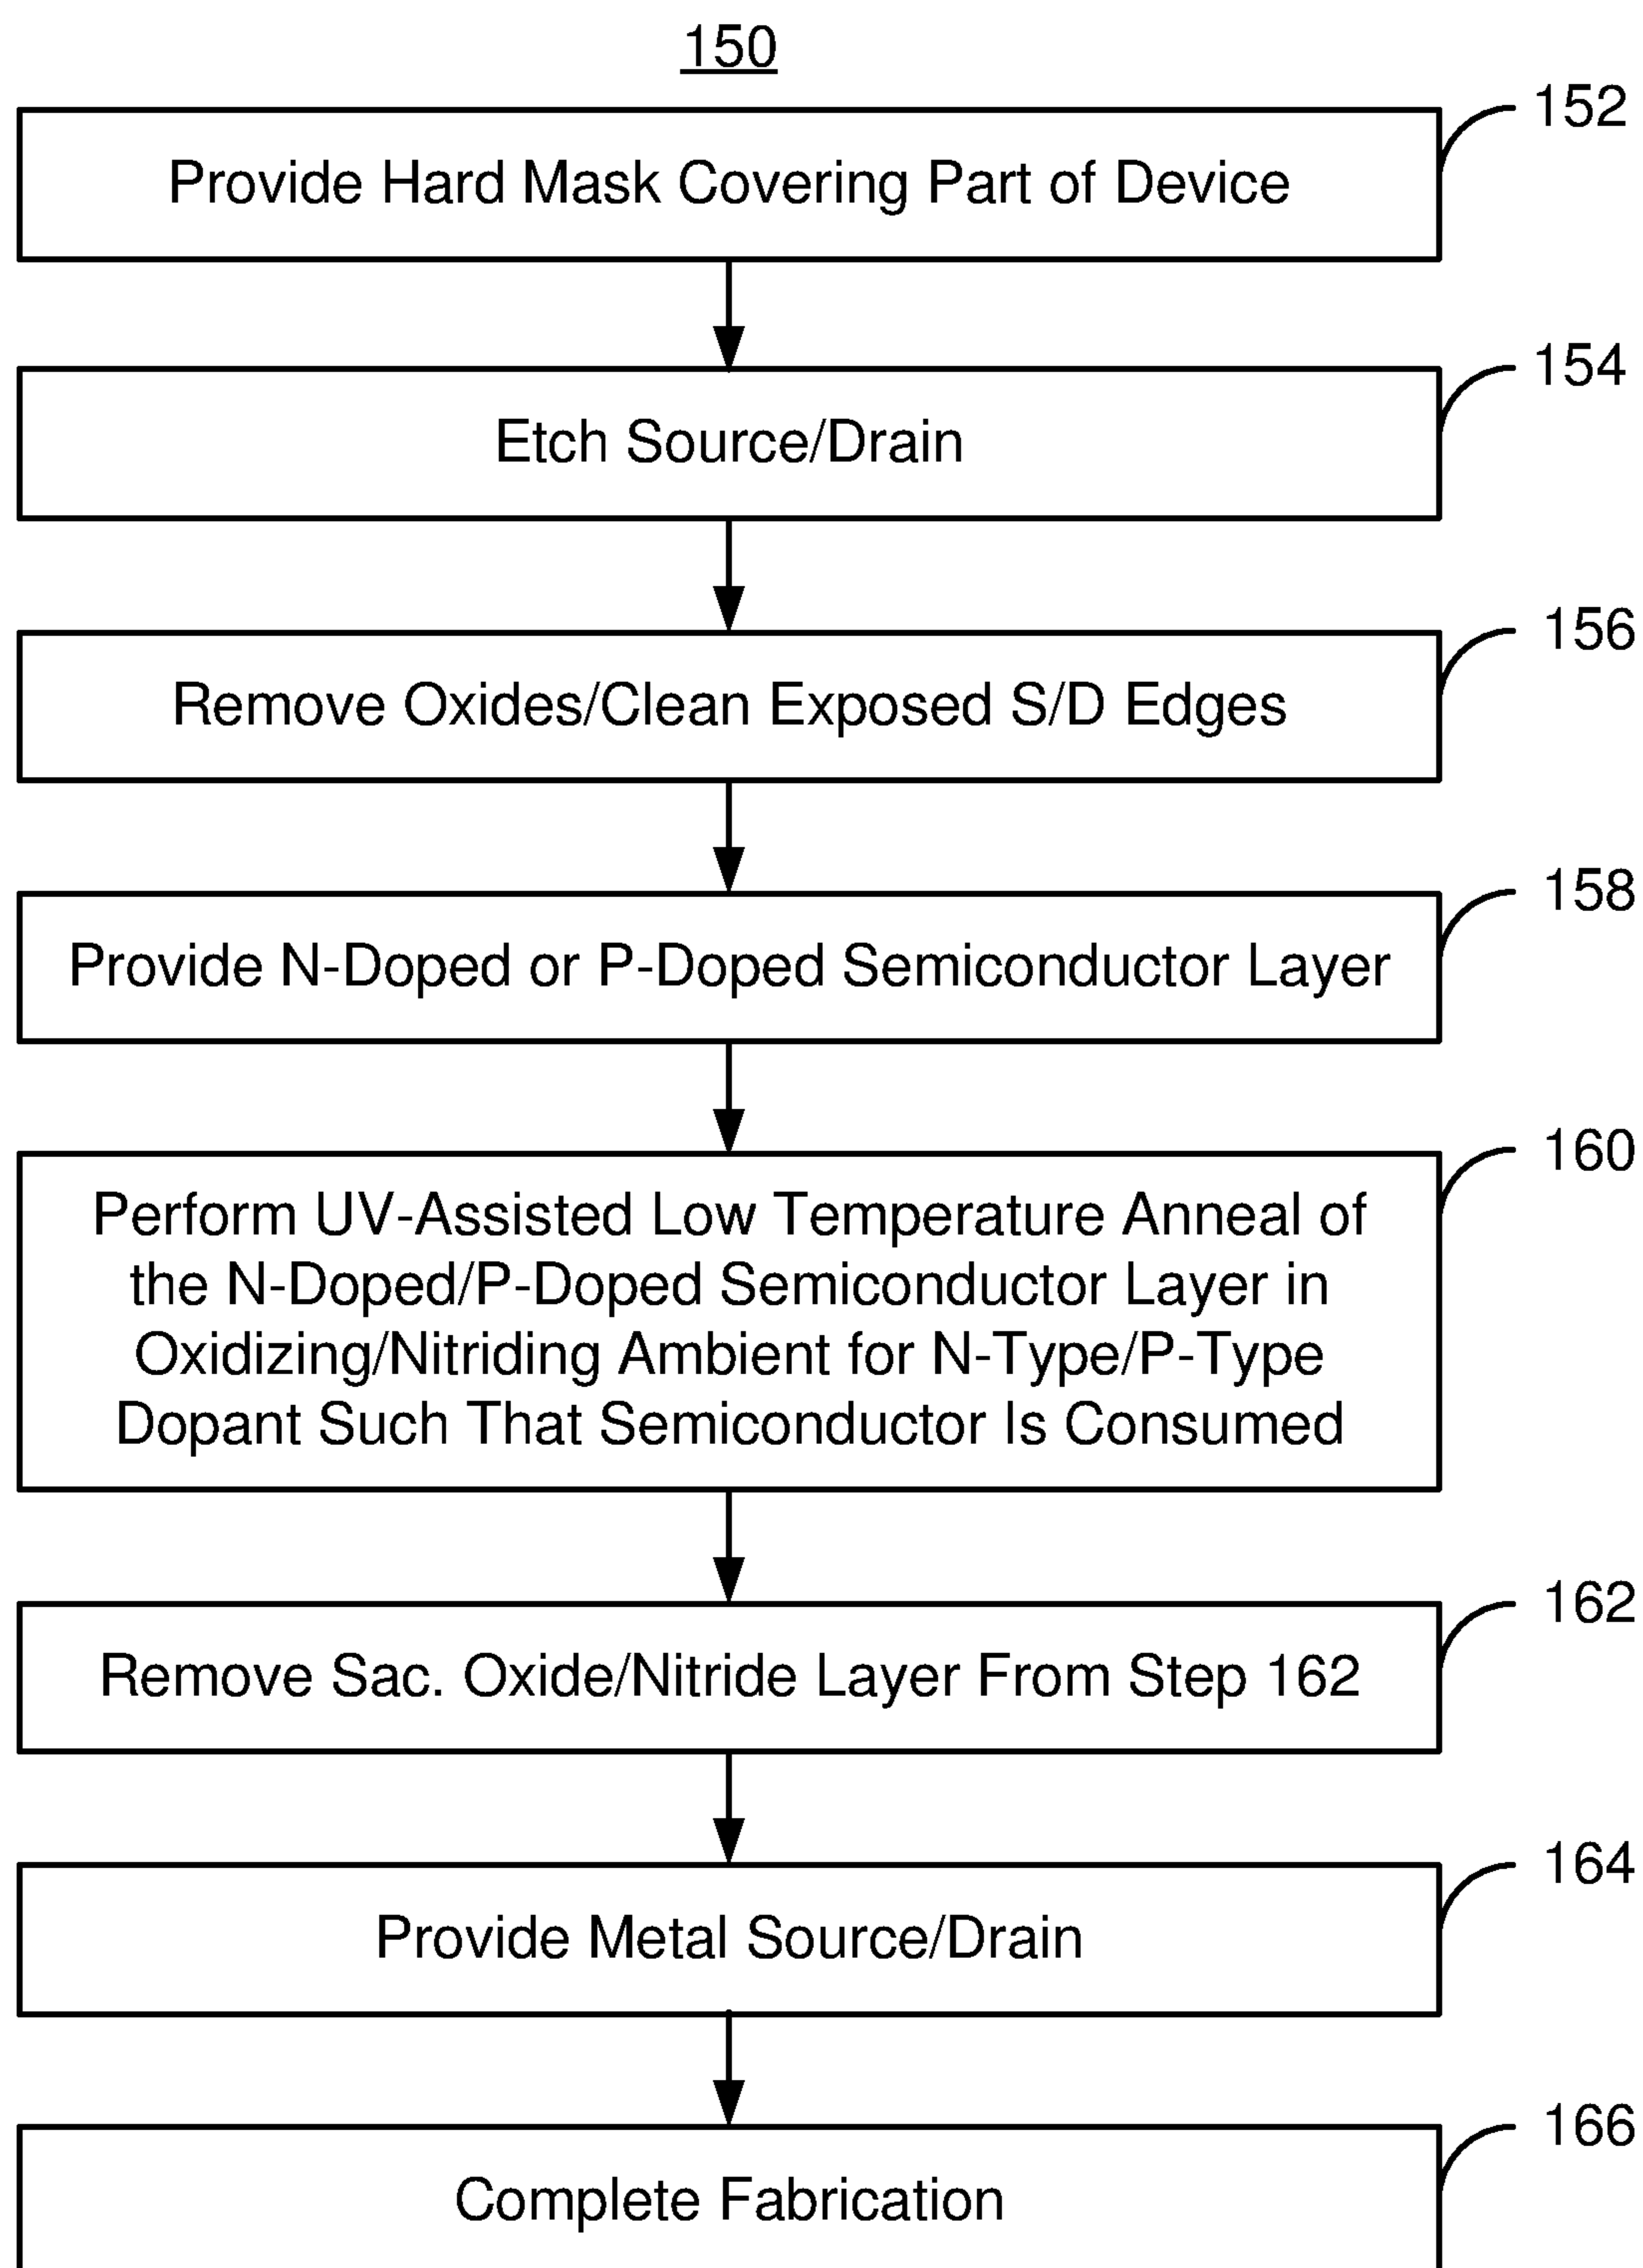 150
152
Provide Hard Mask Covering Part of Device
154
Etch Source/Drain
156
Remove Oxides/Clean Exposed S/D Edges
158
Provide N-Doped or P-Doped Semiconductor Layer
160
Perform UV-Assisted Low Temperature Anneal of
the N-Doped/P-Doped Semiconductor Layer in
Oxidizing/Nitriding Ambient for N-Type/P-Type
Dopant Such That Semiconductor Is Consumed
162
Remove Sac. Oxide/Nitride Layer From Step 162
164
Provide Metal Source/Drain
166
Complete Fabrication